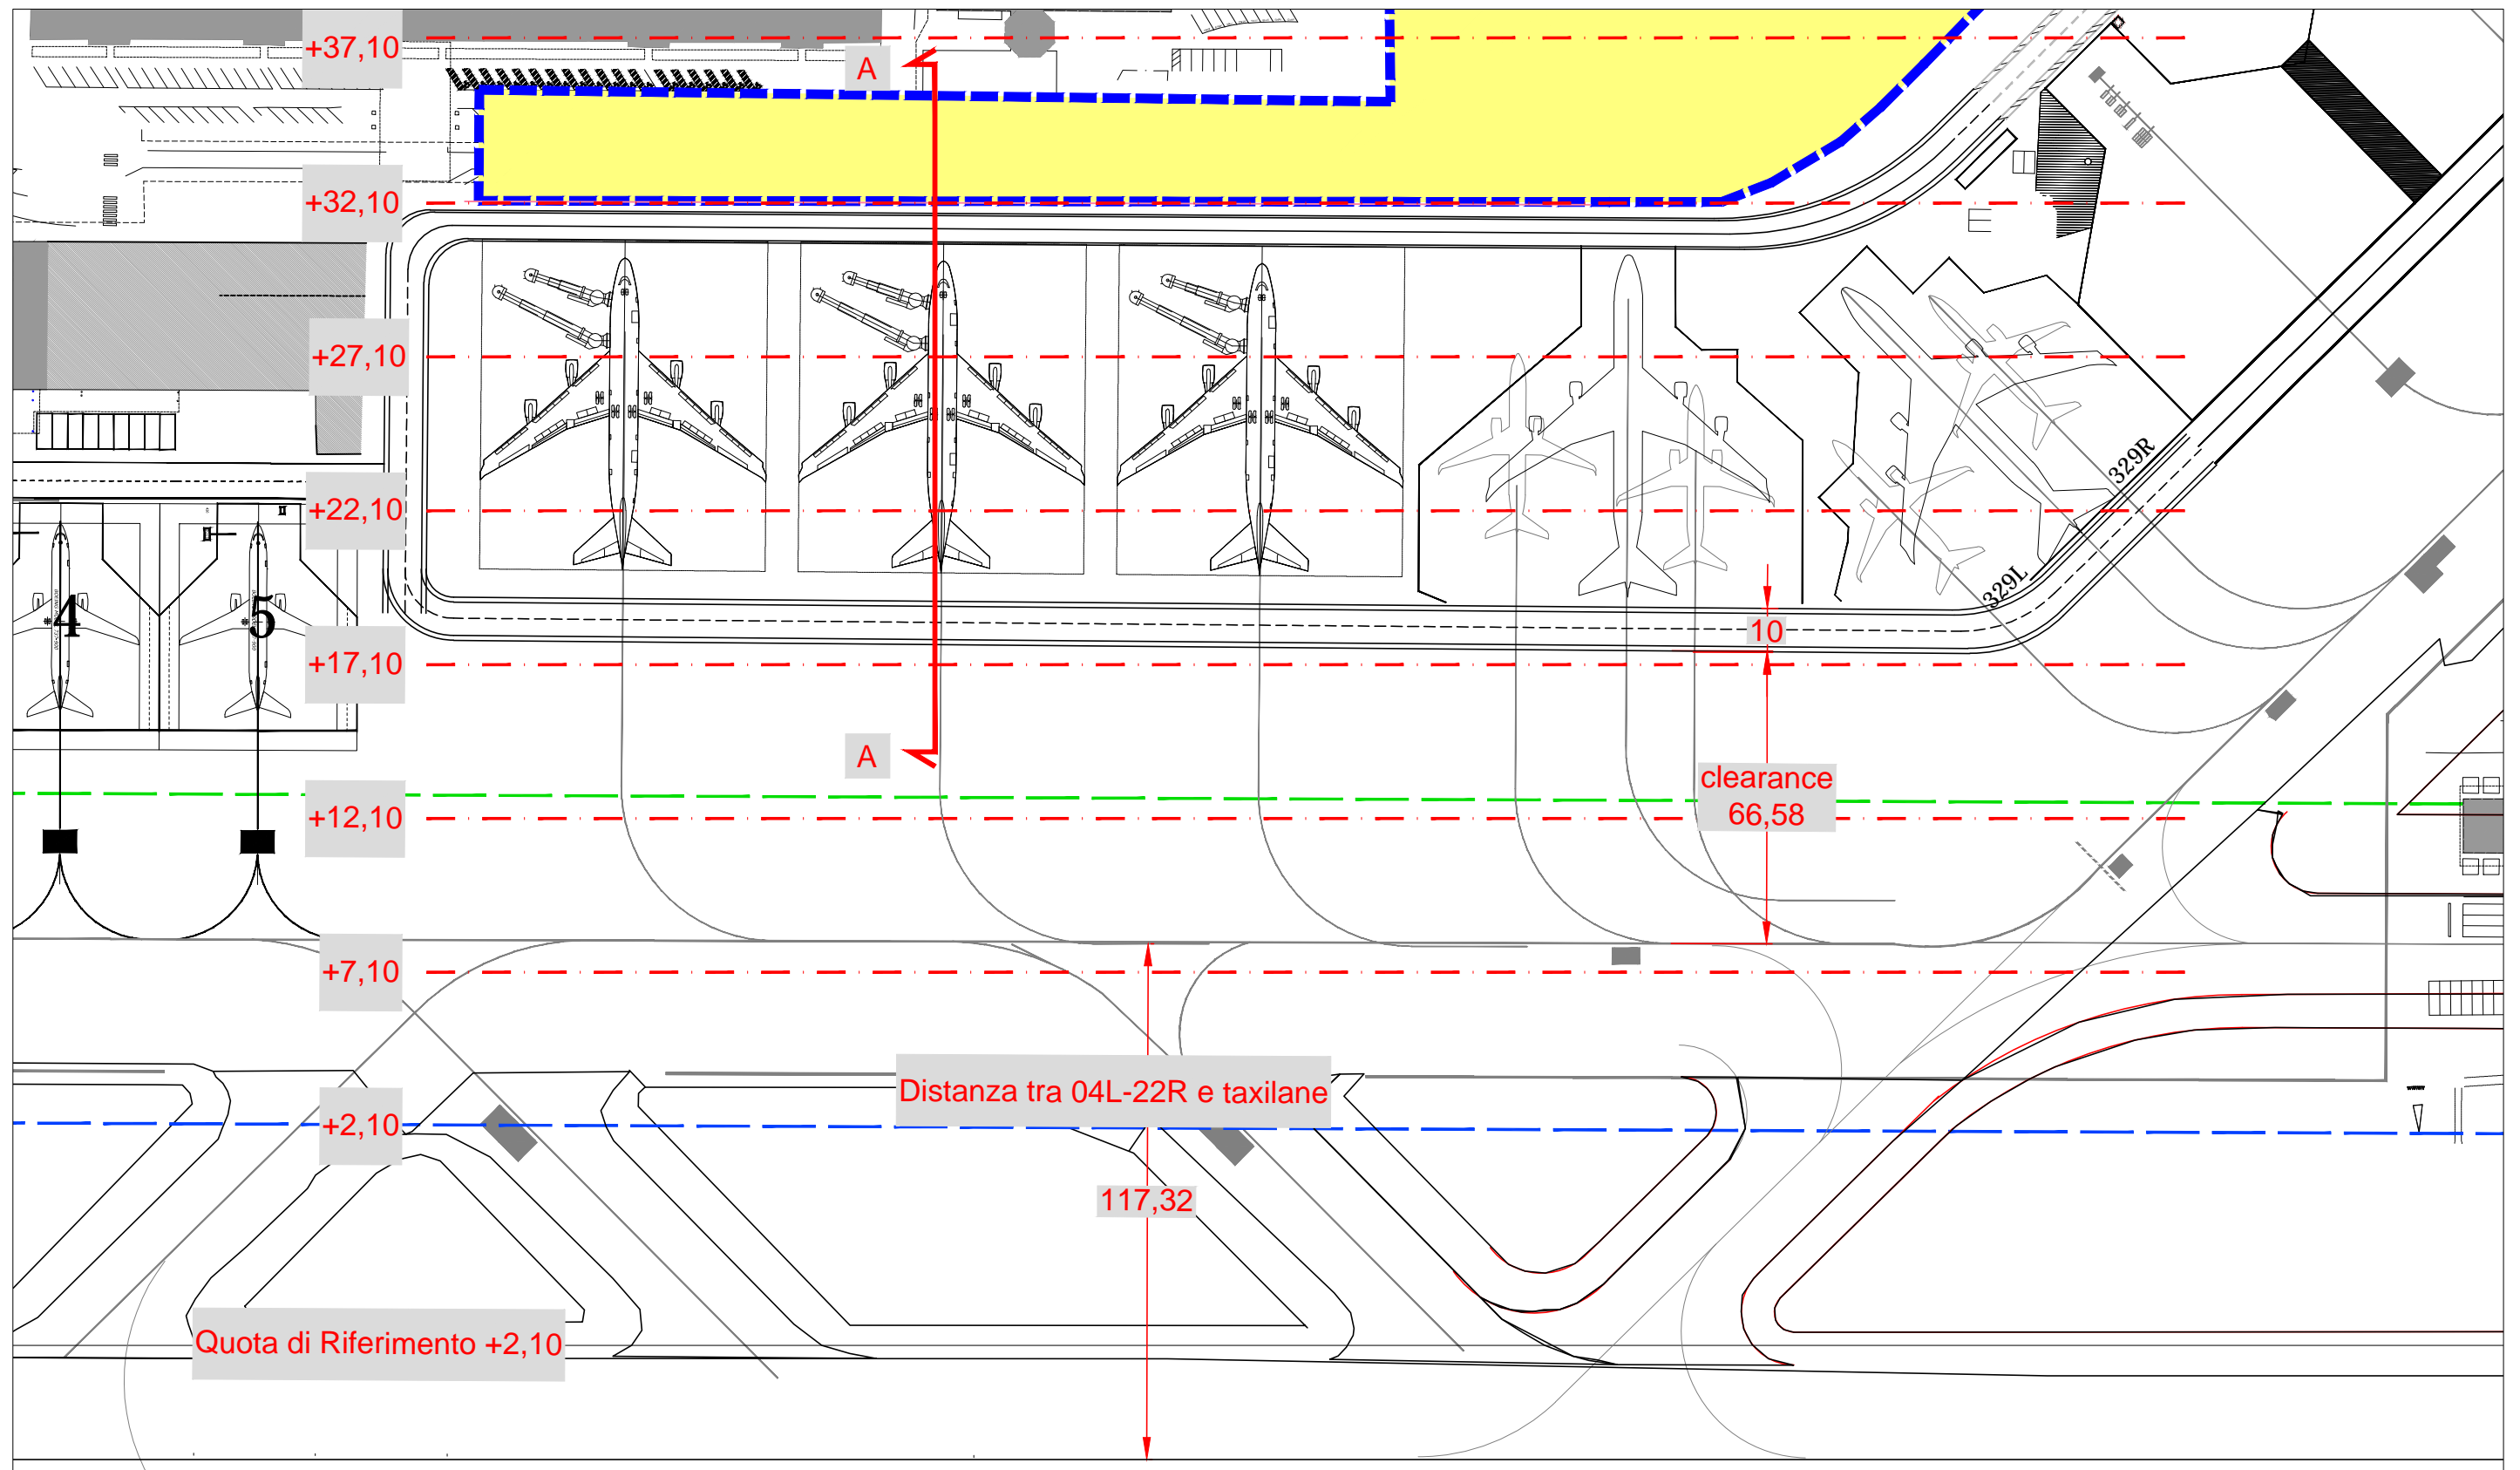 +37,10
A
+32,10
+27,10
329R
+22,10
329L
4
5
10
+17,10
A
clearance
66,58
+12,10
+7,10
Distanza tra 04L-22R e taxilane
+2,10
117,32
Quota di Riferimento +2,10